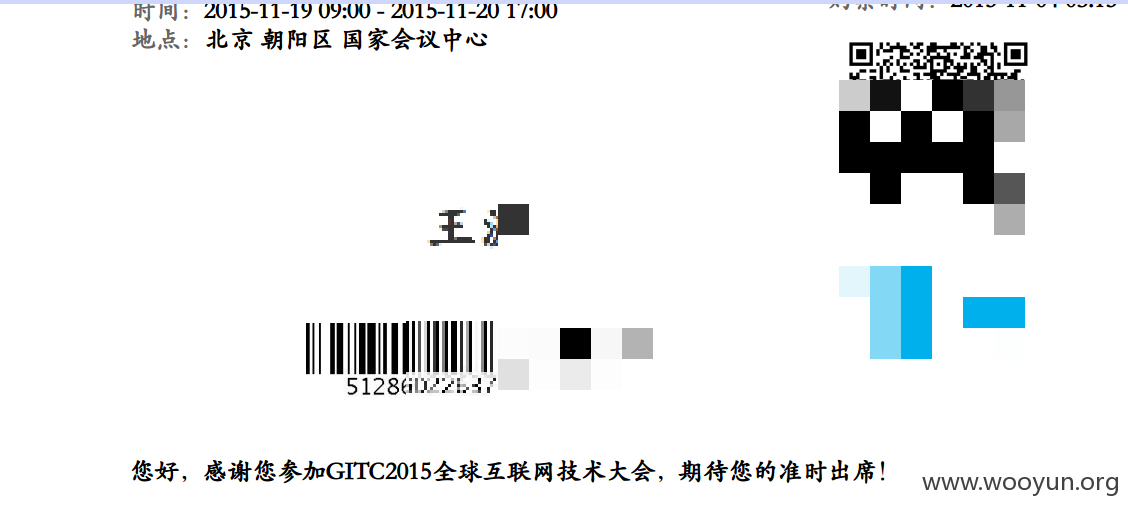 时间：2015-11-19 09:00 - 2015-11-20 17:00
地点：北京 朝阳区 国家会议中心
王
5128
您好，感谢您参加GITC2015全球互联网技术大会，期待您的准时出席！
www.wooyun.org